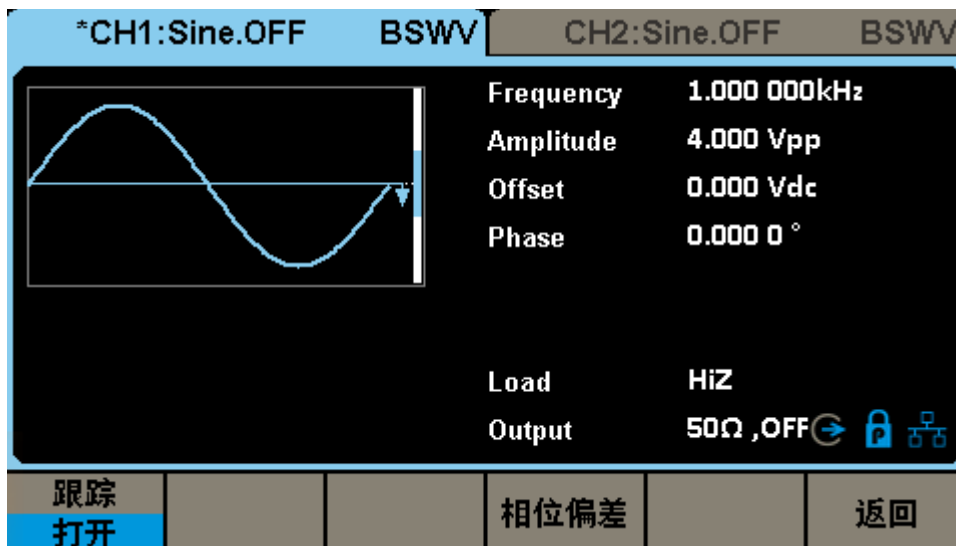 *CH1:Sine.OFF BSWV CH2:Sine.OFF BSWV
Frequency 1.000 000kHz
Amplitude 4.000 Vpp
Offset 0.000 Vdc
Phase 0.000 0 °
Load HiZ
Output 50Ω ,OFF P
跟踪
打开
相位偏差
返回